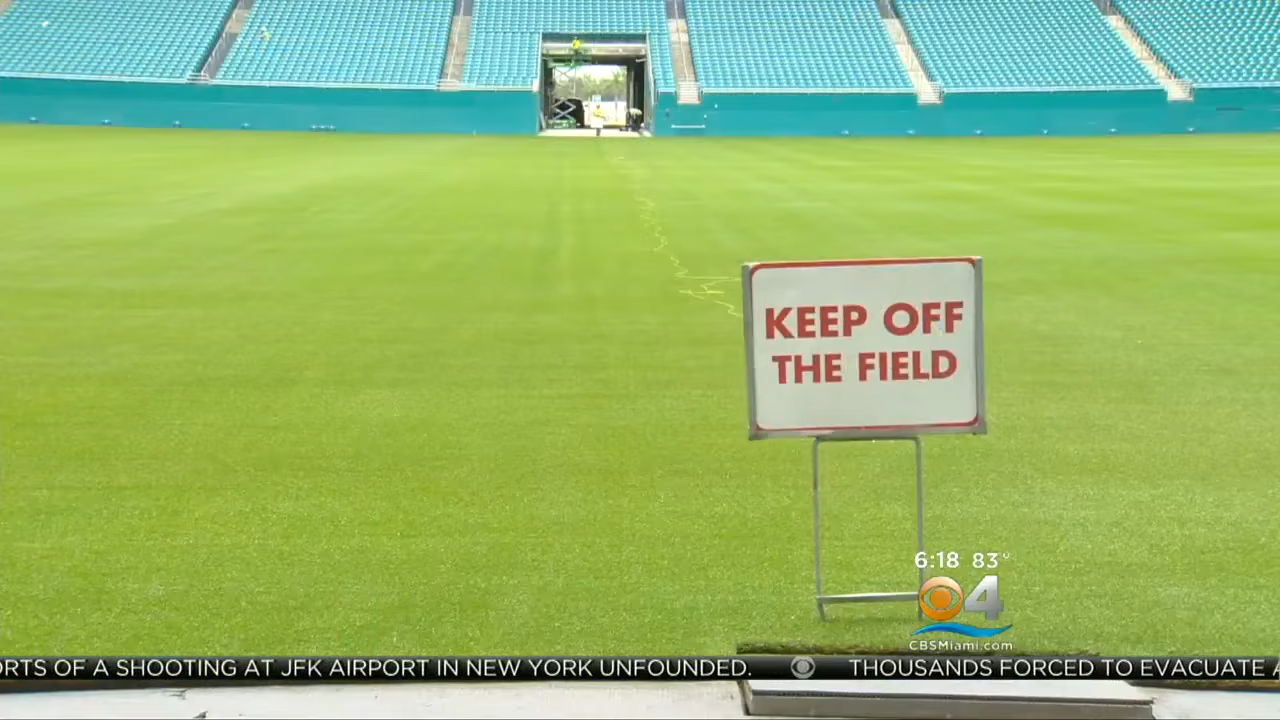 KEEP OFF
THE FIELD
6:18 83°
4
CBSMiami.com
ORTS OF A SHOOTING AT JFK AIRPORT IN NEW YORK UNFOUNDED. THOUSANDS FORCED TO EVACUATE A